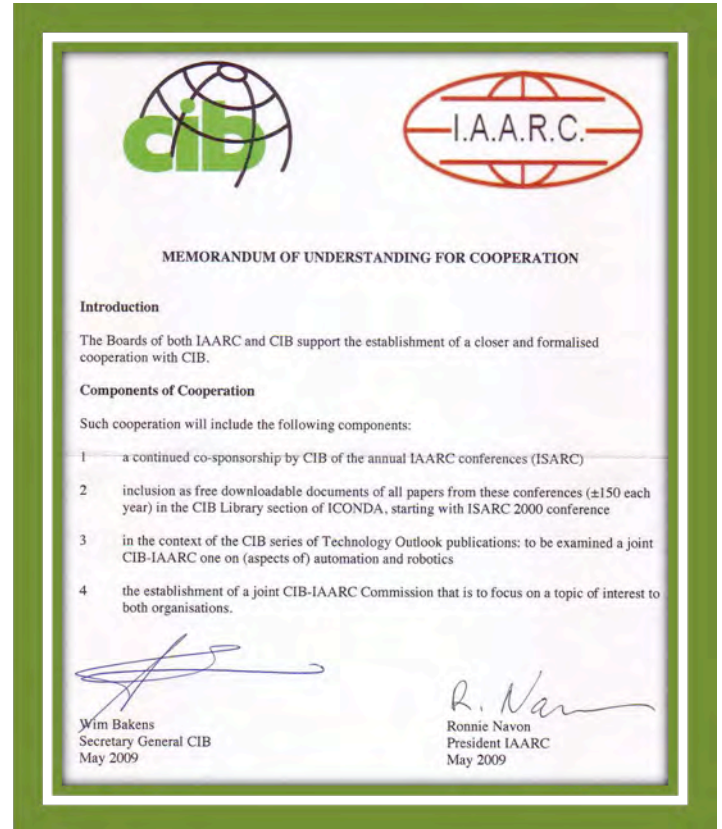 cib
I.A.A.R.C.
MEMORANDUM OF UNDERSTANDING FOR COOPERATION
Introduction
The Boards of both IAARC and CIB support the establishment of a closer and formalised
cooperation with CIB.
Components of Cooperation
Such cooperation will include the following components:
1 a continued co-sponsorship by CIB of the annual IAARC conferences (ISARC)
2 inclusion as free downloadable documents of all papers from these conferences (±150 each
year) in the CIB Library section of ICONDA, starting with ISARC 2000 conference
3 in the context of the CIB series of Technology Outlook publications: to be examined a joint
CIB-IAARC one on (aspects of) automation and robotics
4 the establishment of a joint CIB-IAARC Commission that is to focus on a topic of interest to
both organisations.
R. Nav
Wim Bakens
Secretary General CIB
May 2009
Ronnie Navon
President IAARC
May 2009